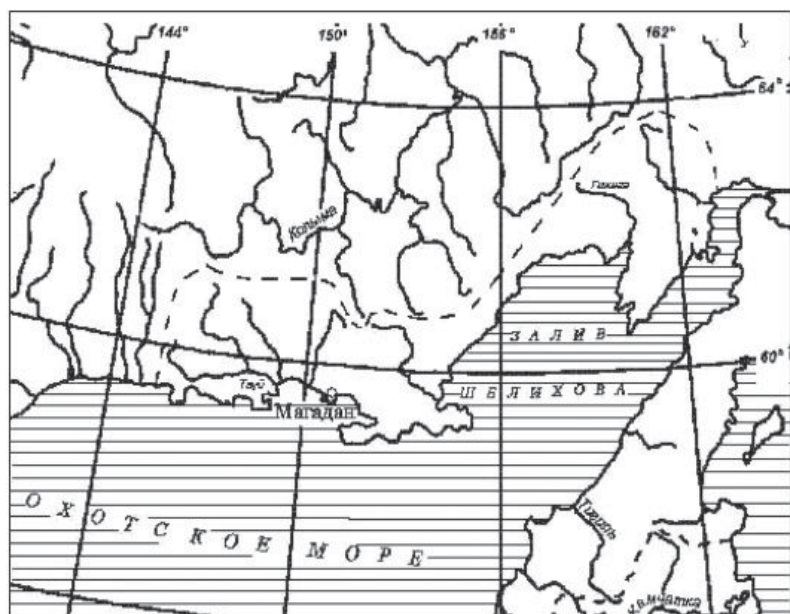 144° 150° 156° 162°
64°
Колыма
Гижига
ЗАЛИВ
60°
ШЕЛИХОВА
Тауй
Магадан
ОХОТСКОЕ МОРЕ
Тигиль
Камчатка